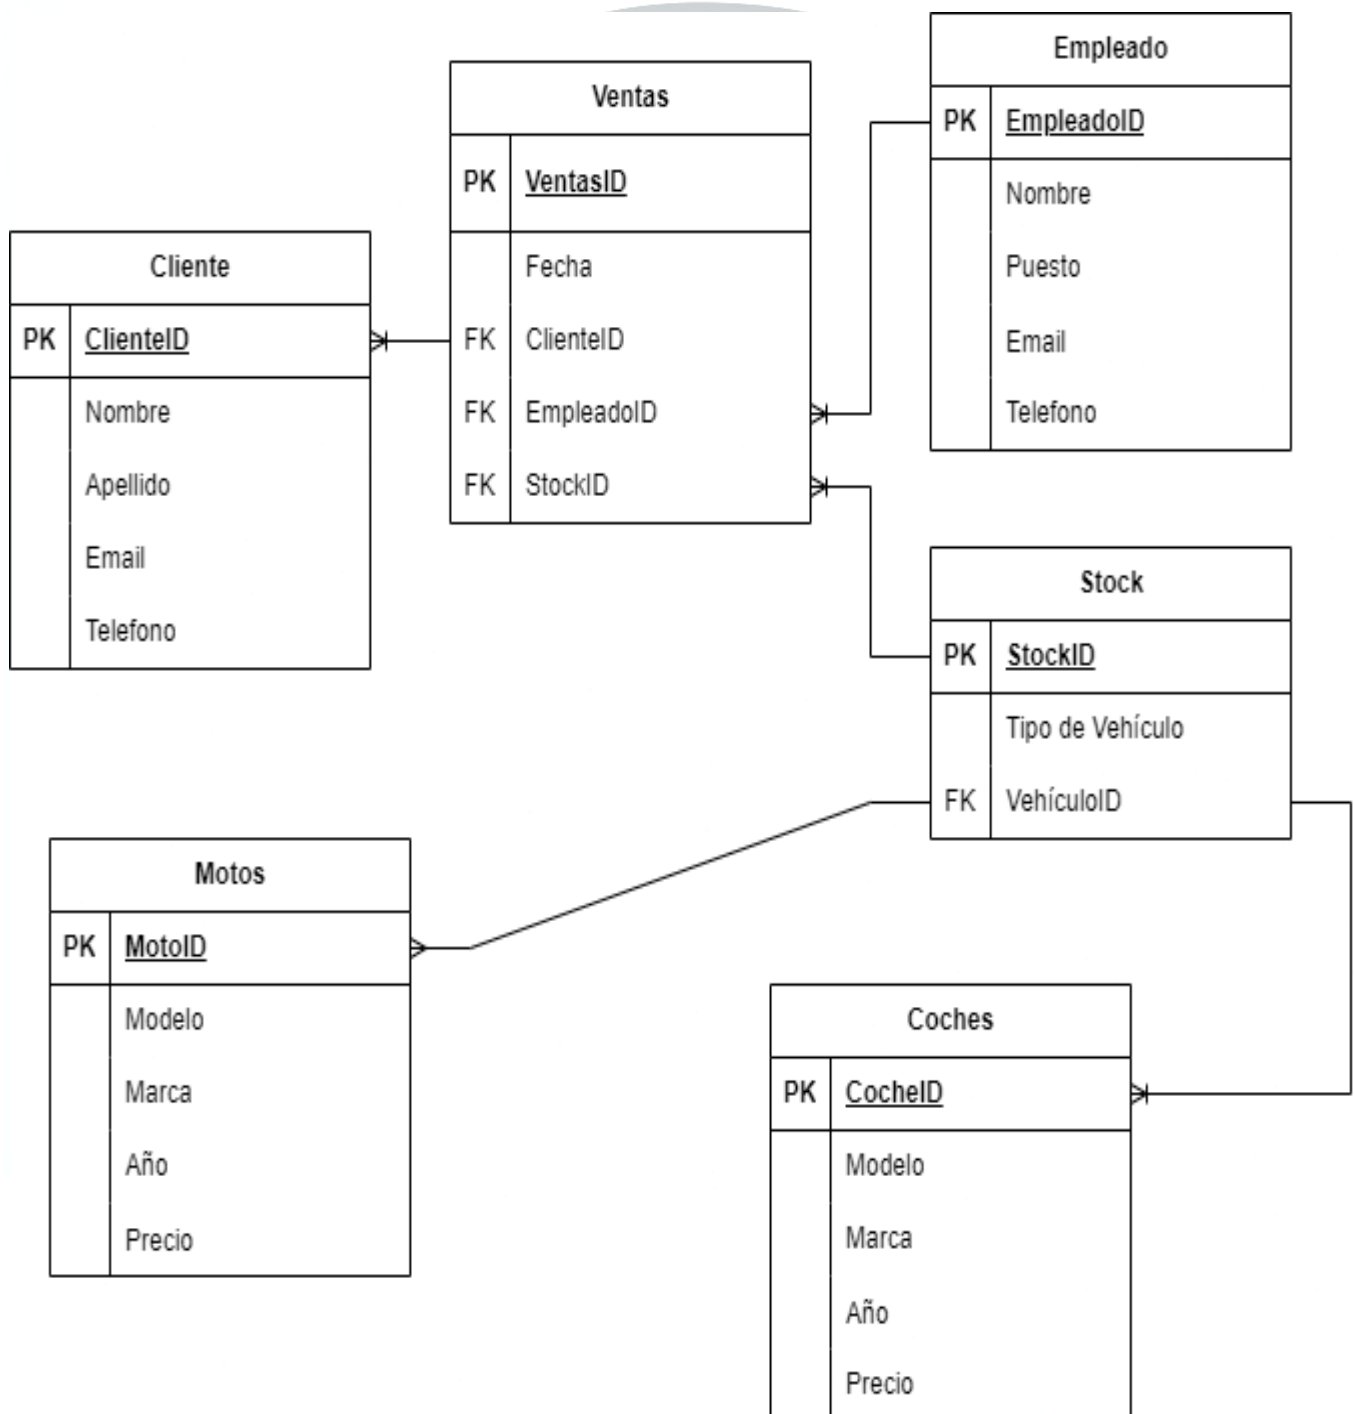 Empleado
PK EmpleadoID
Nombre
Puesto
Email
Telefono
Ventas
PK VentasID
Fecha
FK ClienteID
FK EmpleadoID
FK StockID
Cliente
PK ClienteID
Nombre
Apellido
Email
Telefono
Stock
PK StockID
Tipo de Vehículo
FK VehículoID
Motos
PK MotoID
Modelo
Marca
Año
Precio
Coches
PK CocheID
Modelo
Marca
Año
Precio